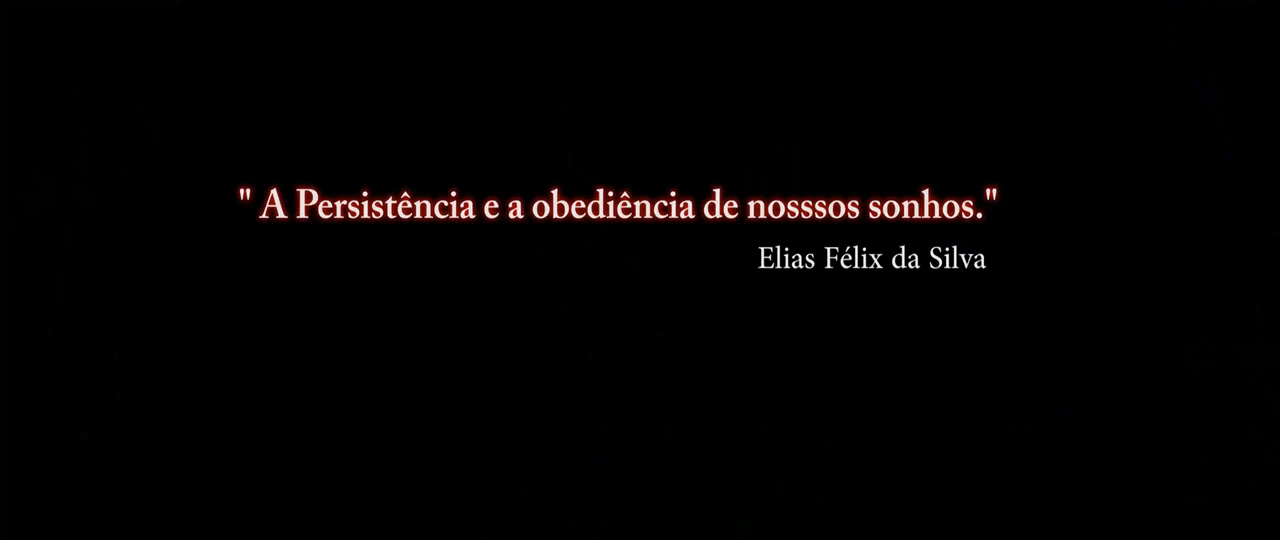 " A Persistência e a obediência de nosssos sonhos."
Elias Félix da Silva